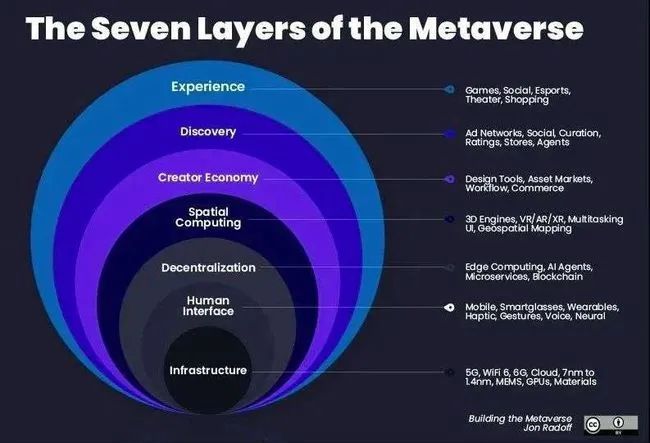 The Seven Layers of the Metaverse
Experience
Games, Social, Esports,
Theater, Shopping
Discovery
Ad Networks, Social, Curation,
Ratings, Stores, Agents
Creator Economy
Design Tools, Asset Markets,
Workflow, Commerce
Spatial
Computing
3D Engines, VR/AR/XR, Multitasking
UI, Geospatial Mapping
Decentralization
Edge Computing, AI Agents,
Microservices, Blockchain
Human
Interface
Mobile, Smartglasses, Wearables,
Haptic, Gestures, Voice, Neural
Infrastructure
5G, WiFi 6, 6G, Cloud, 7nm to
1.4nm, MEMS, GPUs, Materials
Building the Metaverse
Jon Radoff
cc
BY